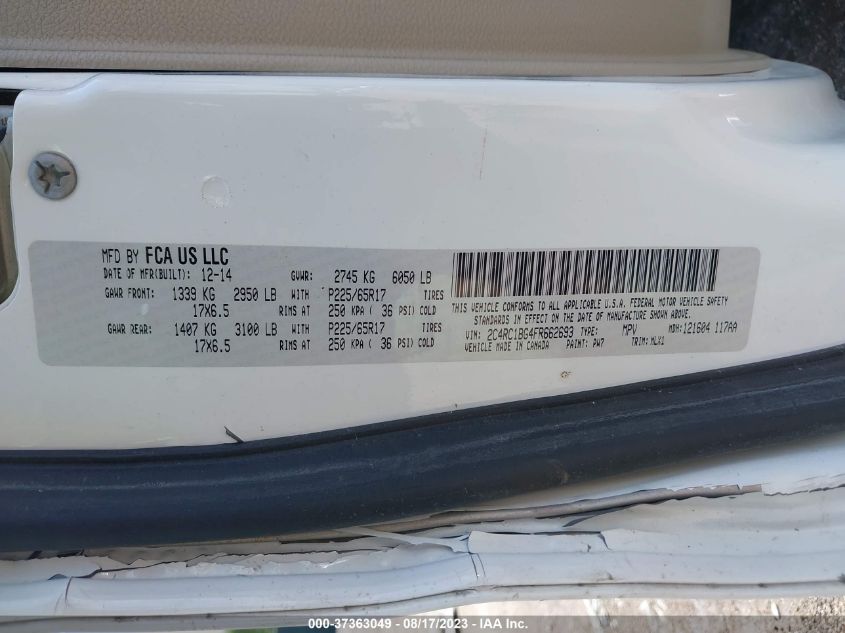 MFD BY FCA US LLC
DATE OF MFR(BUILT): 12-14 GVWR: 2745 KG 6050 LB
GAWR FRONT: 1339 KG 2950 LB WITH P225/65R17 TIRES
17X6.5 RIMS AT 250 KPA ( 36 PSI) COLD
GAWR REAR: 1407 KG 3100 LB WITH P225/65R17 TIRES
17X6.5 RIMS AT 250 KPA ( 36 PSI) COLD
THIS VEHICLE CONFORMS TO ALL APPLICABLE U.S.A. FEDERAL MOTOR VEHICLE SAFETY
STANDARDS IN EFFECT ON THE DATE OF MANUFACTURE SHOWN ABOVE.
VIN: 2C4RC1BG4FR662693 TYPE: MPV MDH: 121604 117AA
VEHICLE MADE IN CANADA PAINT: PW7 TRIM: MLX1
000-37363049 - 08/17/2023 - IAA Inc.